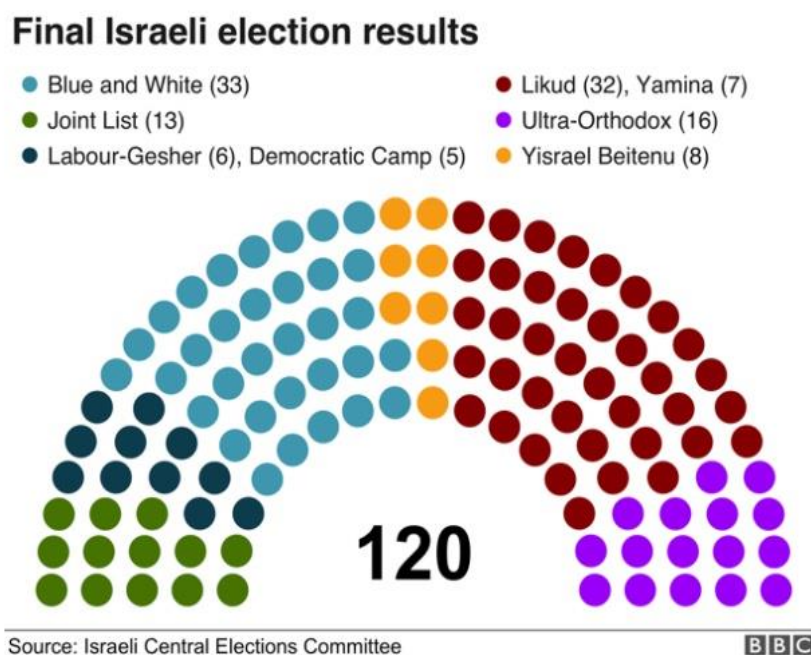 Final Israeli election results
Blue and White (33)
Likud (32), Yamina (7)
Joint List (13)
Ultra-Orthodox (16)
Labour-Gesher (6), Democratic Camp (5)
Yisrael Beitenu (8)
120
Source: Israeli Central Elections Committee
BBC